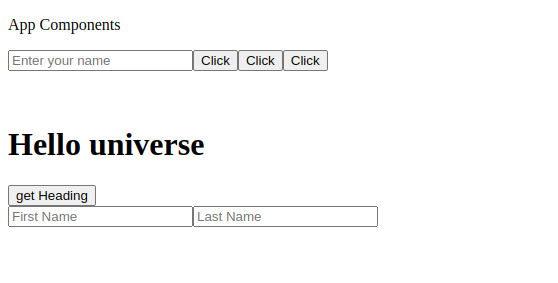 App Components
Enter your name Click Click Click
Hello universe
get Heading
First Name Last Name